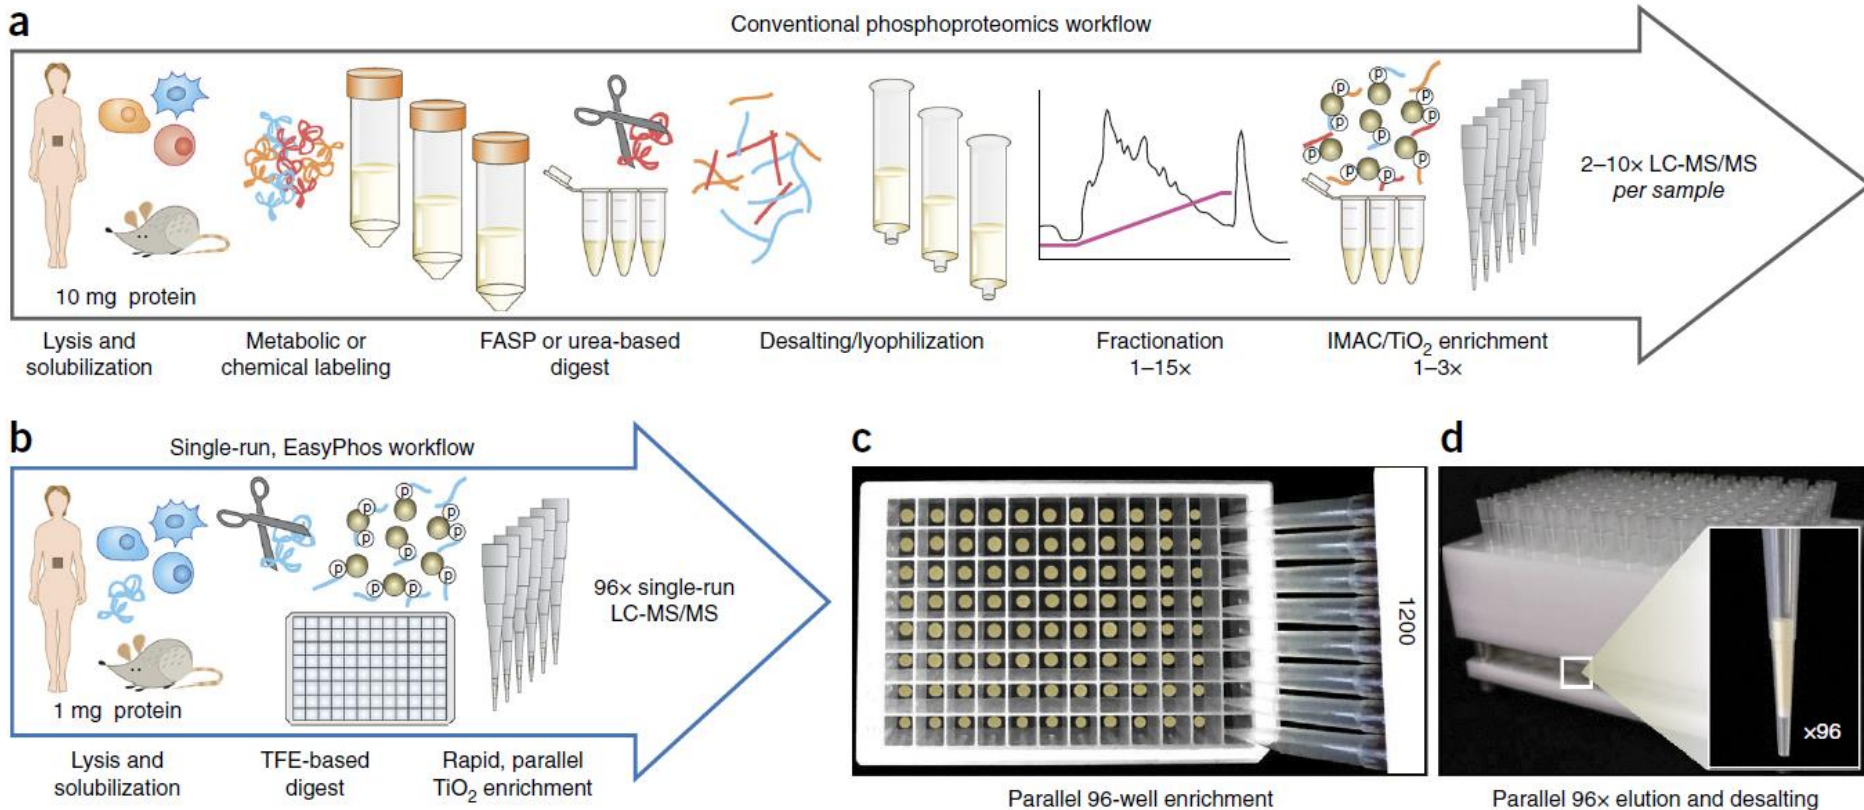 a
Conventional phosphoproteomics workflow
10 mg protein
2–10× LC-MS/MS
per sample
Lysis and
solubilization
Metabolic or
chemical labeling
FASP or urea-based
digest
Desalting/lyophilization
Fractionation
1–15×
IMAC/TiO2 enrichment
1–3×
P
P
P
P
P
P
P
P
P
b
Single-run, EasyPhos workflow
P
P
P
P
P
P
P
P
P
1 mg protein
96× single-run
LC-MS/MS
Lysis and
solubilization
TFE-based
digest
Rapid, parallel
TiO2 enrichment
c
1200
Parallel 96-well enrichment
d
×96
Parallel 96× elution and desalting